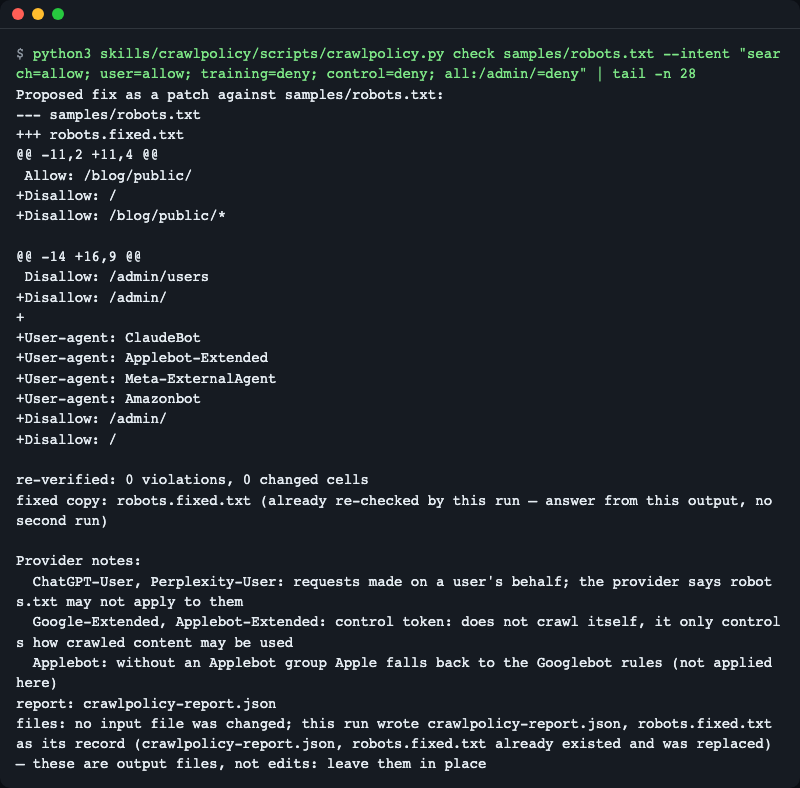 $ python3 skills/crawlpolicy/scripts/crawlpolicy.py check samples/robots.txt --intent "sear
ch=allow; user=allow; training=deny; control=deny; all:/admin/=deny" | tail -n 28
Proposed fix as a patch against samples/robots.txt:
--- samples/robots.txt
+++ robots.fixed.txt
@@ -11,2 +11,4 @@
 Allow: /blog/public/
+Disallow: /
+Disallow: /blog/public/*

@@ -14 +16,9 @@
 Disallow: /admin/users
+Disallow: /admin/
+
+User-agent: ClaudeBot
+User-agent: Applebot-Extended
+User-agent: Meta-ExternalAgent
+User-agent: Amazonbot
+Disallow: /admin/
+Disallow: /

re-verified: 0 violations, 0 changed cells
fixed copy: robots.fixed.txt (already re-checked by this run — answer from this output, no
second run)

Provider notes:
  ChatGPT-User, Perplexity-User: requests made on a user's behalf; the provider says robot
s.txt may not apply to them
  Google-Extended, Applebot-Extended: control token: does not crawl itself, it only control
s how crawled content may be used
  Applebot: without an Applebot group Apple falls back to the Googlebot rules (not applied
here)
report: crawlpolicy-report.json
files: no input file was changed; this run wrote crawlpolicy-report.json, robots.fixed.txt
as its record (crawlpolicy-report.json, robots.fixed.txt already existed and was replaced)
— these are output files, not edits: leave them in place